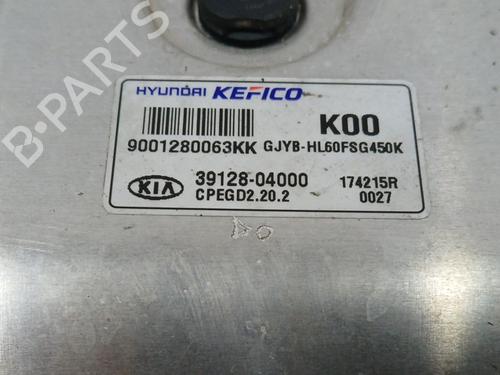 B-PARTS
HYUNDAI KEFICO
K00
9001280063KK GJYB-HL60FSG450K
KIA 39128-04000 174215R
CPEGD2.20.2 0027